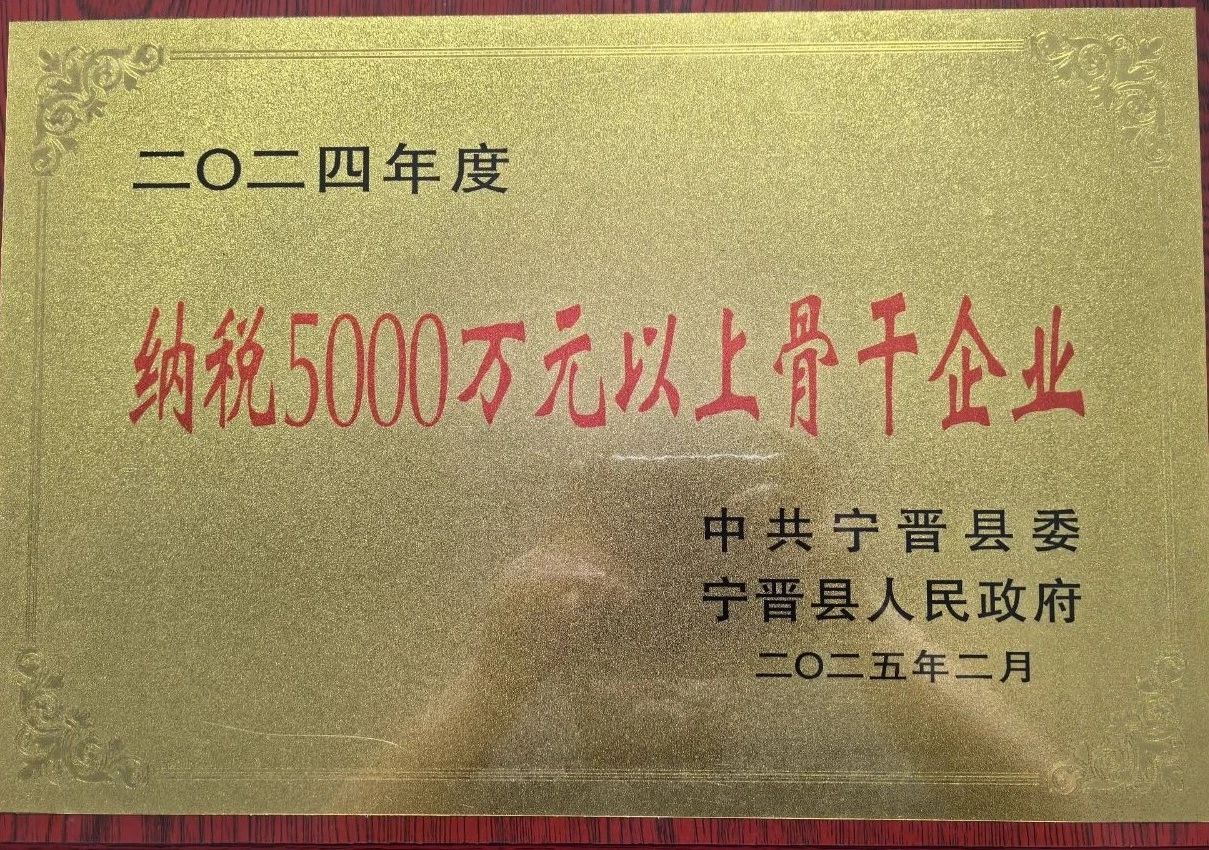 二〇二四年度
纳税5000万元以上骨干企业
中共宁晋县委
宁晋县人民政府
二〇二五年二月